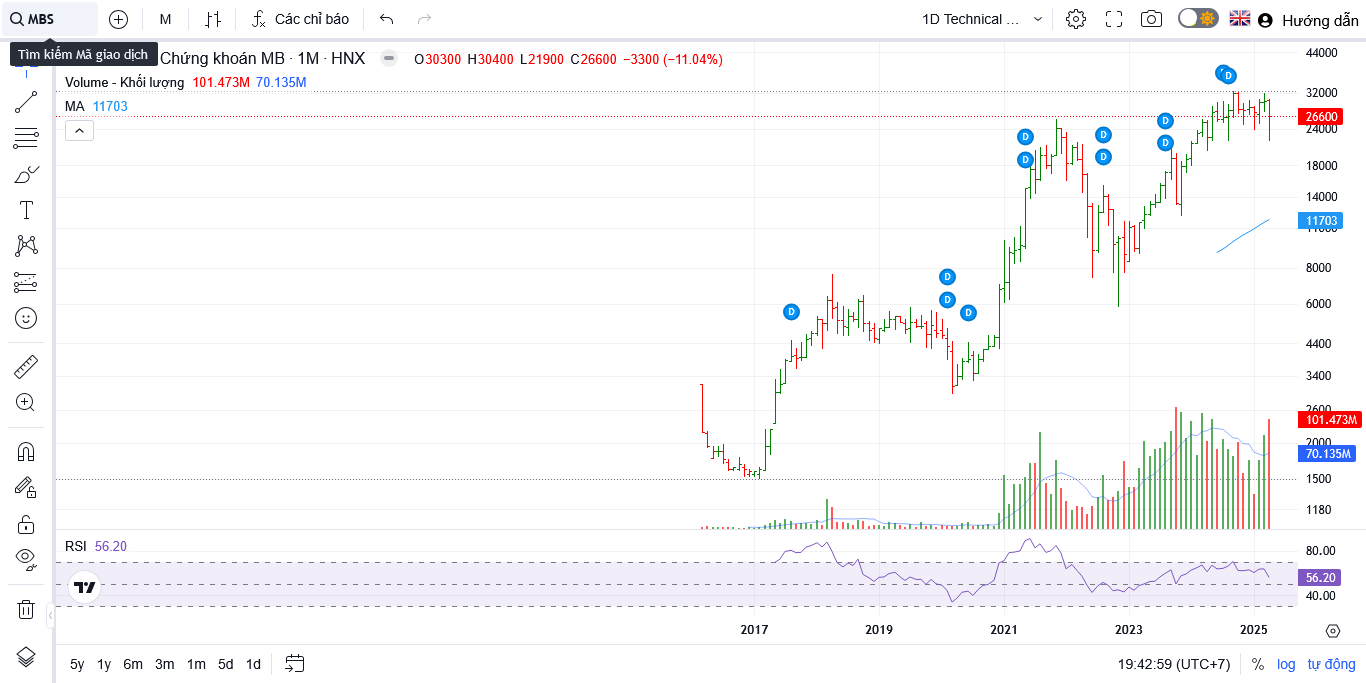 MBS
M
Các chỉ báo
1D Technical ...
Hướng dẫn
Tìm kiếm Mã giao dịch
Chứng khoán MB · 1M · HNX
O30300 H30400 L21900 C26600 −3300 (−11.04%)
Volume - Khối lượng 101.473M 70.135M
MA 11703
44000
32000
26600
24000
18000
14000
11703
11000
8000
6000
4400
3400
2600
101.473M
2000
70.135M
1500
1180
D
D
D
D
D
D
D
D
D
D
D
RSI 56.20
80.00
56.20
40.00
2017 2019 2021 2023 2025
5y 1y 6m 3m 1m 5d 1d
19:42:59 (UTC+7) % log tự động